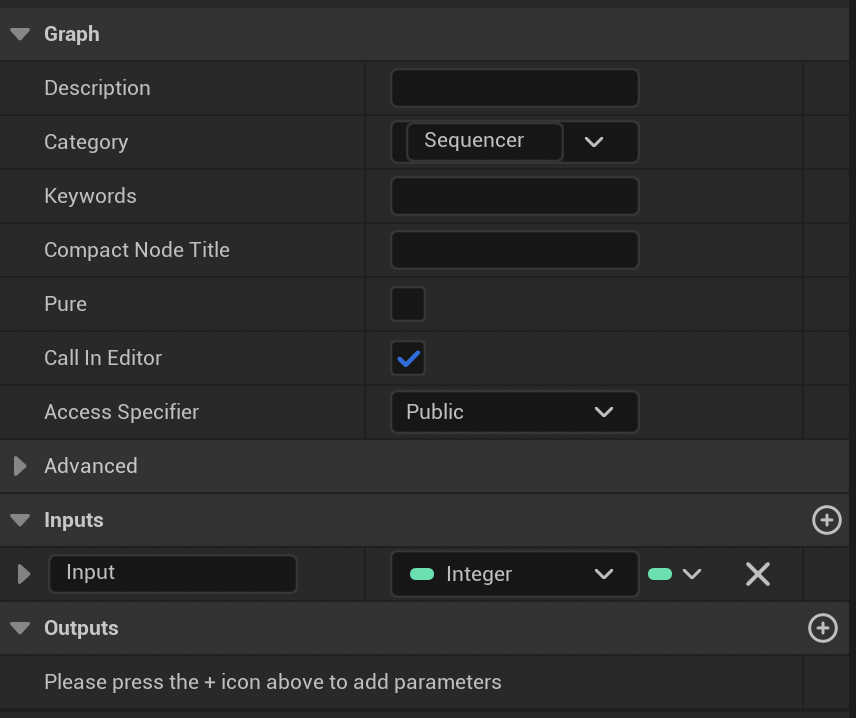 Graph
Description
Category
Sequencer
Keywords
Compact Node Title
Pure
Call In Editor
Access Specifier
Public
Advanced
Inputs
Input
Integer
Outputs
Please press the + icon above to add parameters